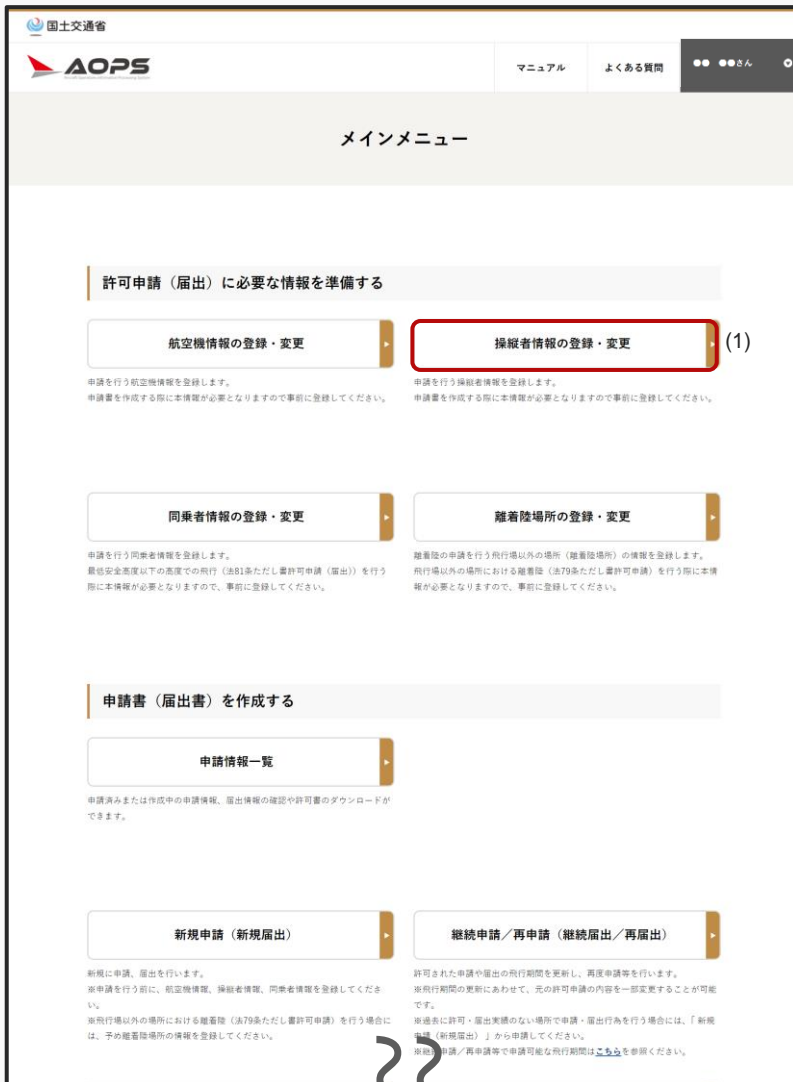 国土交通省
AOPS
マニュアル
よくある質問
●● ●●さん
メインメニュー
許可申請（届出）に必要な情報を準備する
航空機情報の登録・変更
操縦者情報の登録・変更
(1)
申請を行う航空機情報を登録します。
申請書を作成する際に本情報が必要となりますので事前に登録してください。
申請を行う操縦者情報を登録します。
申請書を作成する際に本情報が必要となりますので事前に登録してください。
同乗者情報の登録・変更
離着陸場所の登録・変更
申請を行う同乗者情報を登録します。
最低安全高度以下の高度での飛行（法81条ただし書許可申請（届出））を行う
際に本情報が必要となりますので、事前に登録してください。
離着陸の申請を行う飛行場以外の場所（離着陸場所）の情報を登録します。
飛行場以外の場所における離着陸（法79条ただし書許可申請）を行う際に本情
報が必要となりますので、事前に登録してください。
申請書（届出書）を作成する
申請情報一覧
申請済みまたは作成中の申請情報、届出情報の確認や許可書のダウンロードが
できます。
新規申請（新規届出）
継続申請／再申請（継続届出／再届出）
新規に申請、届出を行います。
※申請を行う前に、航空機情報、操縦者情報、同乗者情報を登録してくださ
い。
※飛行場以外の場所における離着陸（法79条ただし書許可申請）を行う場合に
は、予め離着陸場所の情報を登録してください。
許可された申請や届出の飛行期間を更新し、再度申請等を行います。
※飛行期間の更新にあわせて、元の許可申請の内容を一部変更することが可能
です。
※過去に許可・届出実績のない場所で申請・届出行為を行う場合には、「新規
申請（新規届出）」から申請してください。
※継続申請／再申請等で申請可能な飛行期間はこちらを参照ください。